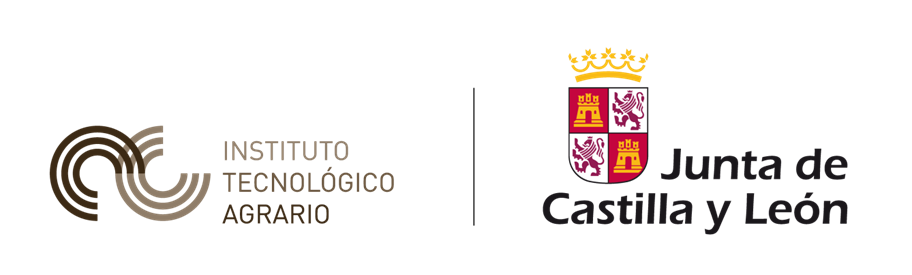 INSTITUTO
TECNOLÓGICO
AGRARIO
Junta de
Castilla y León